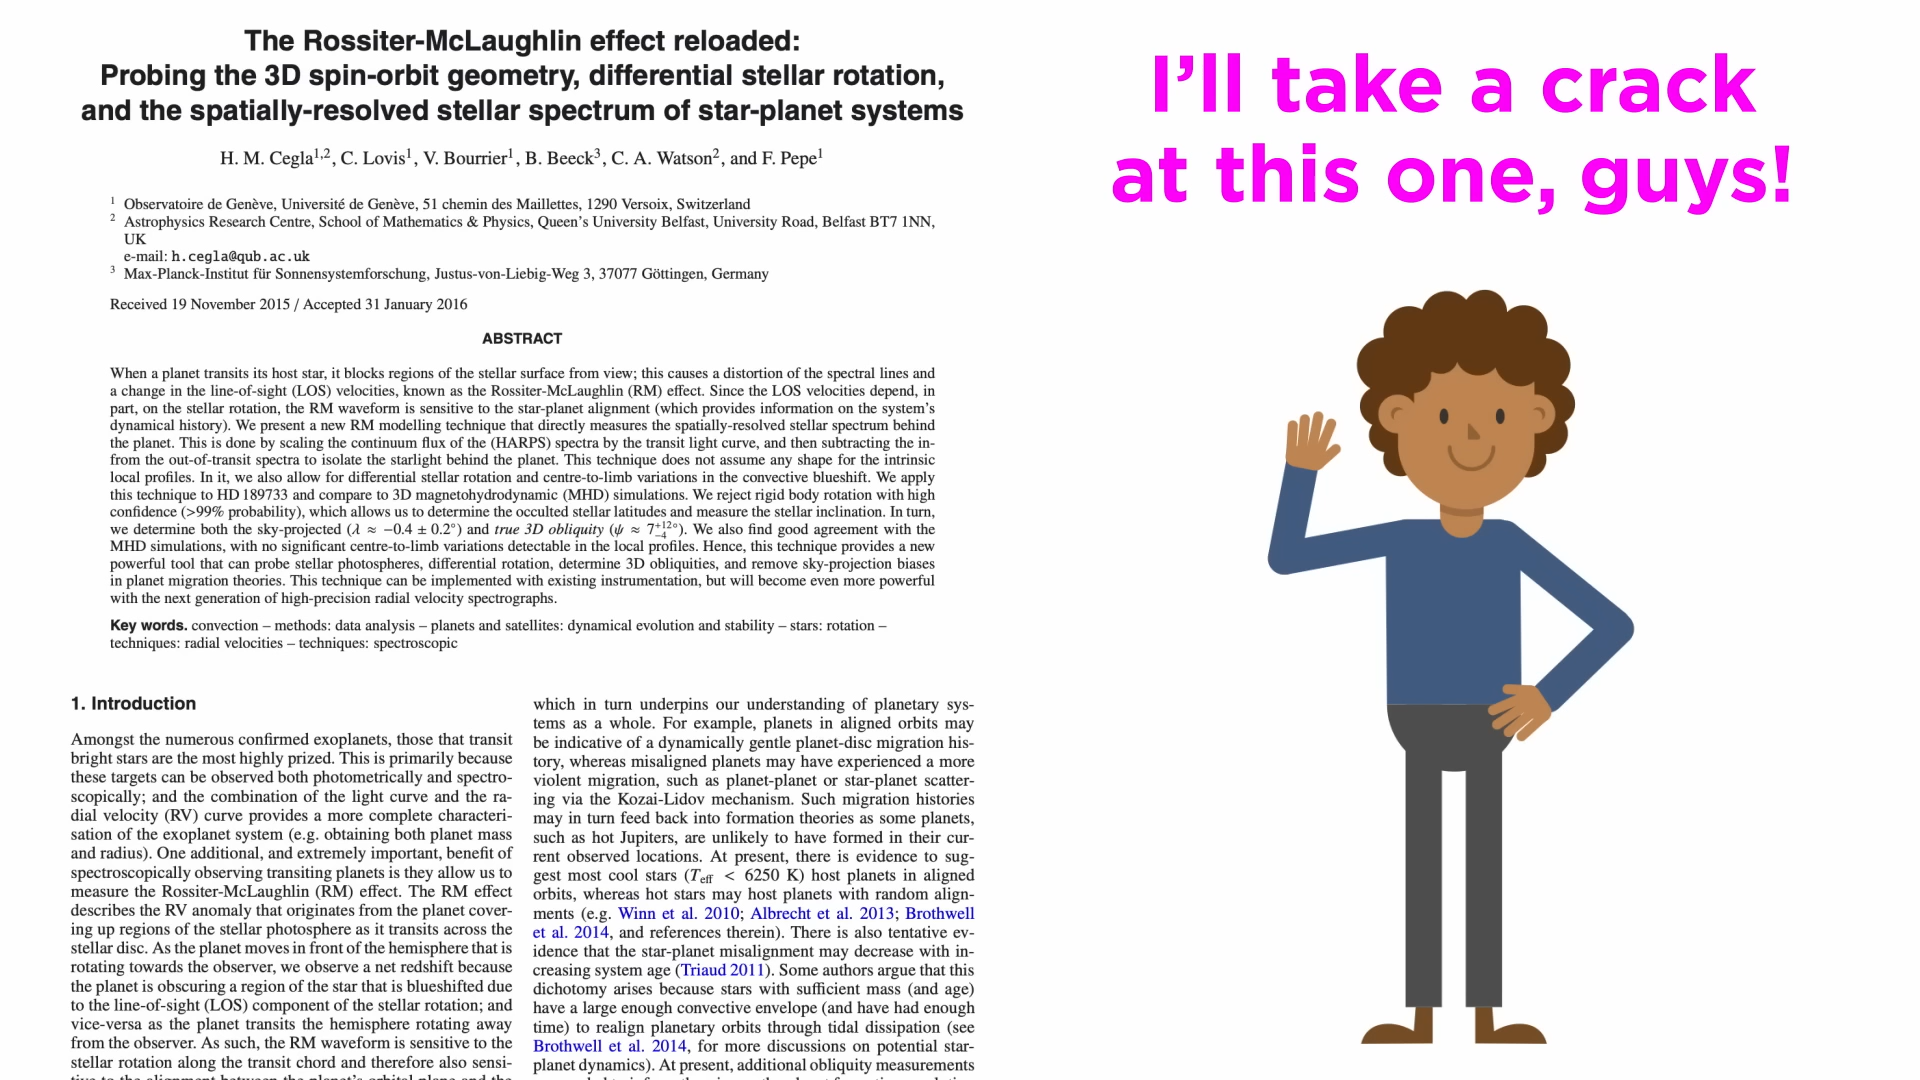 The Rossiter-McLaughlin effect reloaded:
Probing the 3D spin-orbit geometry, differential stellar rotation,
and the spatially-resolved stellar spectrum of star-planet systems
H. M. Cegla1,2, C. Lovis1, V. Bourrier1, B. Beeck3, C. A. Watson2, and F. Pepe1
1 Observatoire de Genève, Université de Genève, 51 chemin des Maillettes, 1290 Versoix, Switzerland
2 Astrophysics Research Centre, School of Mathematics & Physics, Queen's University Belfast, University Road, Belfast BT7 1NN,
UK
e-mail: h.cegla@qub.ac.uk
3 Max-Planck-Institut für Sonnensystemforschung, Justus-von-Liebig-Weg 3, 37077 Göttingen, Germany
Received 19 November 2015 / Accepted 31 January 2016
ABSTRACT
When a planet transits its host star, it blocks regions of the stellar surface from view; this causes a distortion of the spectral lines and
a change in the line-of-sight (LOS) velocities, known as the Rossiter-McLaughlin (RM) effect. Since the LOS velocities depend, in
part, on the stellar rotation, the RM waveform is sensitive to the star-planet alignment (which provides information on the system's
dynamical history). We present a new RM modelling technique that directly measures the spatially-resolved stellar spectrum behind
the planet. This is done by scaling the continuum flux of the (HARPS) spectra by the transit light curve, and then subtracting the in-
from the out-of-transit spectra to isolate the starlight behind the planet. This technique does not assume any shape for the intrinsic
local profiles. In it, we also allow for differential stellar rotation and centre-to-limb variations in the convective blueshift. We apply
this technique to HD 189733 and compare to 3D magnetohydrodynamic (MHD) simulations. We reject rigid body rotation with high
confidence (>99% probability), which allows us to determine the occulted stellar latitudes and measure the stellar inclination. In turn,
we determine both the sky-projected (λ ≈ −0.4 ± 0.2°) and true 3D obliquity (ψ ≈ 7+12−4°). We also find good agreement with the
MHD simulations, with no significant centre-to-limb variations detectable in the local profiles. Hence, this technique provides a new
powerful tool that can probe stellar photospheres, differential rotation, determine 3D obliquities, and remove sky-projection biases
in planet migration theories. This technique can be implemented with existing instrumentation, but will become even more powerful
with the next generation of high-precision radial velocity spectrographs.
Key words. convection – methods: data analysis – planets and satellites: dynamical evolution and stability – stars: rotation –
techniques: radial velocities – techniques: spectroscopic
1. Introduction
Amongst the numerous confirmed exoplanets, those that transit
bright stars are the most highly prized. This is primarily because
these targets can be observed both photometrically and spectro-
scopically; and the combination of the light curve and the ra-
dial velocity (RV) curve provides a more complete characteri-
sation of the exoplanet system (e.g. obtaining both planet mass
and radius). One additional, and extremely important, benefit of
spectroscopically observing transiting planets is they allow us to
measure the Rossiter-McLaughlin (RM) effect. The RM effect
describes the RV anomaly that originates from the planet cover-
ing up regions of the stellar photosphere as it transits across the
stellar disc. As the planet moves in front of the hemisphere that is
rotating towards the observer, we observe a net redshift because
the planet is obscuring a region of the star that is blueshifted due
to the line-of-sight (LOS) component of the stellar rotation; and
vice-versa as the planet transits the hemisphere rotating away
from the observer. As such, the RM waveform is sensitive to the
stellar rotation along the transit chord and therefore also sensi-
tive to the alignment between the planet's orbital plane and the
which in turn underpins our understanding of planetary sys-
tems as a whole. For example, planets in aligned orbits may
be indicative of a dynamically gentle planet-disc migration his-
tory, whereas misaligned planets may have experienced a more
violent migration, such as planet-planet or star-planet scatter-
ing via the Kozai-Lidov mechanism. Such migration histories
may in turn feed back into formation theories as some planets,
such as hot Jupiters, are unlikely to have formed in their cur-
rent observed locations. At present, there is evidence to sug-
gest most cool stars (Teff < 6250 K) host planets in aligned
orbits, whereas hot stars may host planets with random align-
ments (e.g. Winn et al. 2010; Albrecht et al. 2013; Brothwell
et al. 2014, and references therein). There is also tentative ev-
idence that the star-planet misalignment may decrease with in-
creasing system age (Triaud 2011). Some authors argue that this
dichotomy arises because stars with sufficient mass (and age)
have a large enough convective envelope (and have had enough
time) to realign planetary orbits through tidal dissipation (see
Brothwell et al. 2014, for more discussions on potential star-
planet dynamics). At present, additional obliquity measurements
I'll take a crack
at this one, guys!